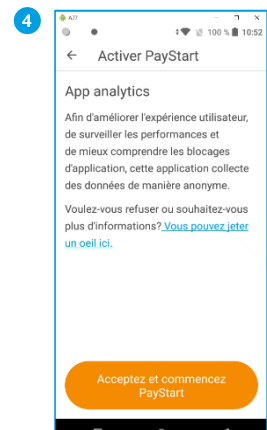 4
A77
100 % 10:52
Activer PayStart
App analytics
Afin d'améliorer l'expérience utilisateur,
de surveiller les performances et
de mieux comprendre les blocages
d'application, cette application collecte
des données de manière anonyme.
Voulez-vous refuser ou souhaitez-vous
plus d'informations? Vous pouvez jeter
un oeil ici.
Acceptez et commencez
PayStart